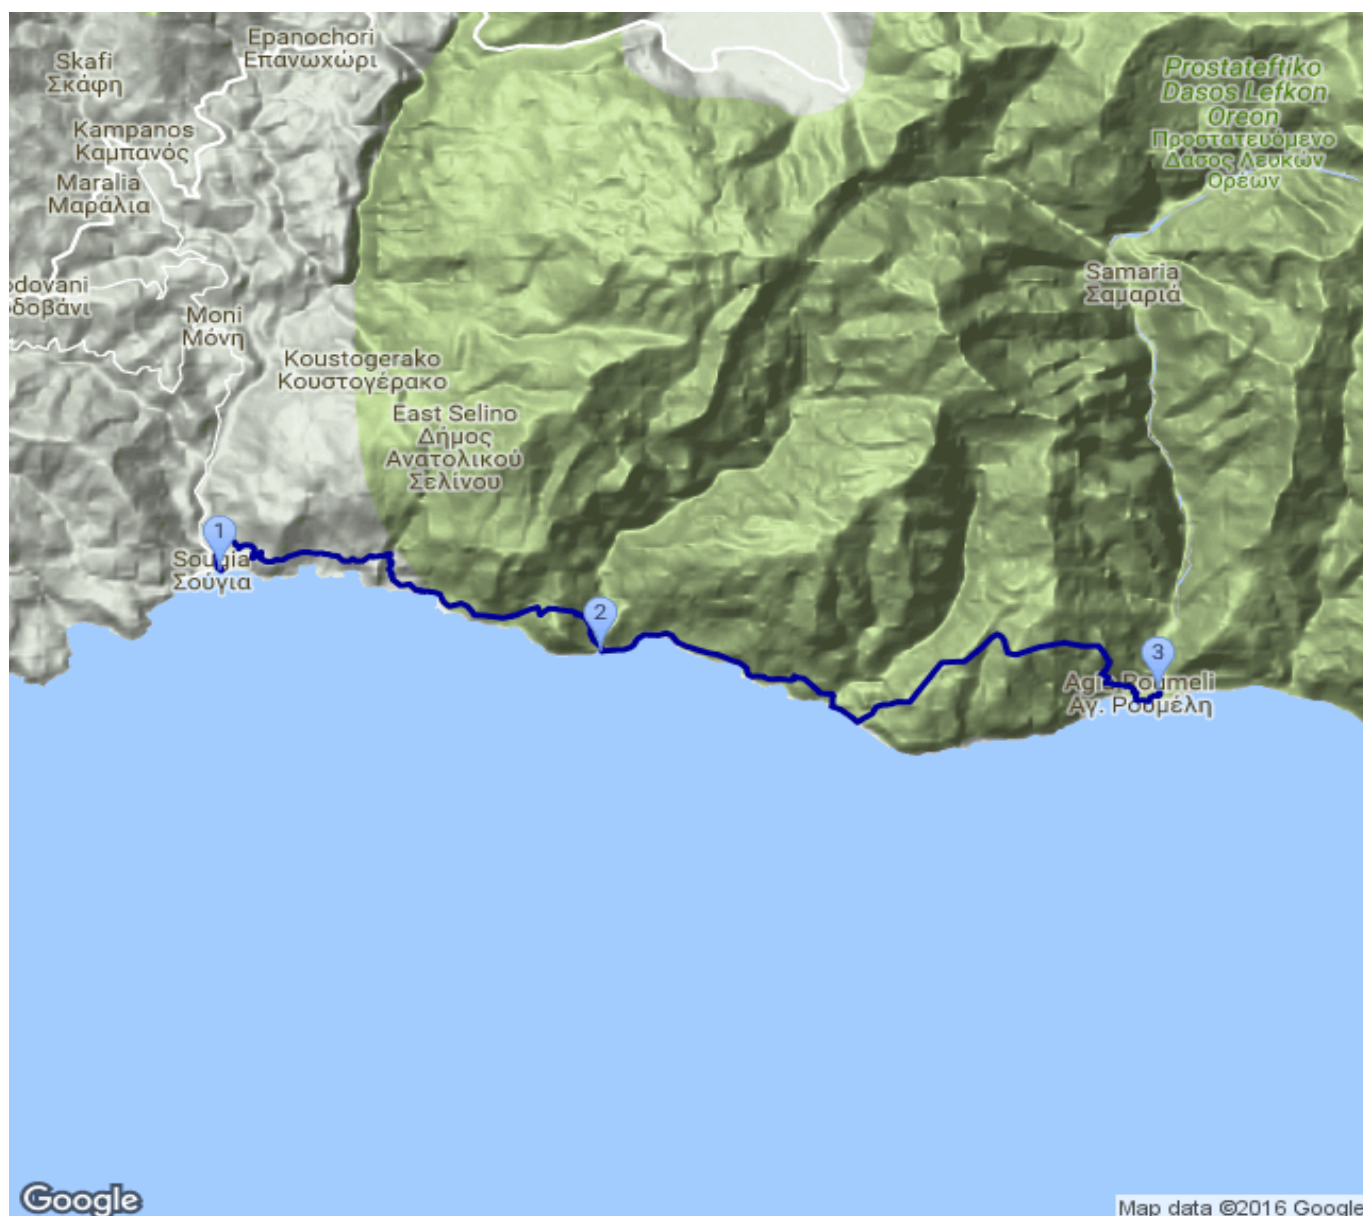 Epanochori
Επανωχώρι
Skafi
Σκάφη
Prostateftiko
Dasos Lefkon
Oreon
Προστατευόμενο
Δάσος Λευκών
Ορέων
Kampanos
Καμπανός
Maralia
Μαράλια
Samaria
Σαμαριά
odovani
οδοβάνι
Moni
Μόνη
Koustogerako
Κουστογέρακο
East Selino
Δήμος
Ανατολικού
Σελίνου
1
Sougia
Σούγια
2
3
Agia Roumeli
Αγ. Ρουμέλη
Google
Map data ©2016 Google